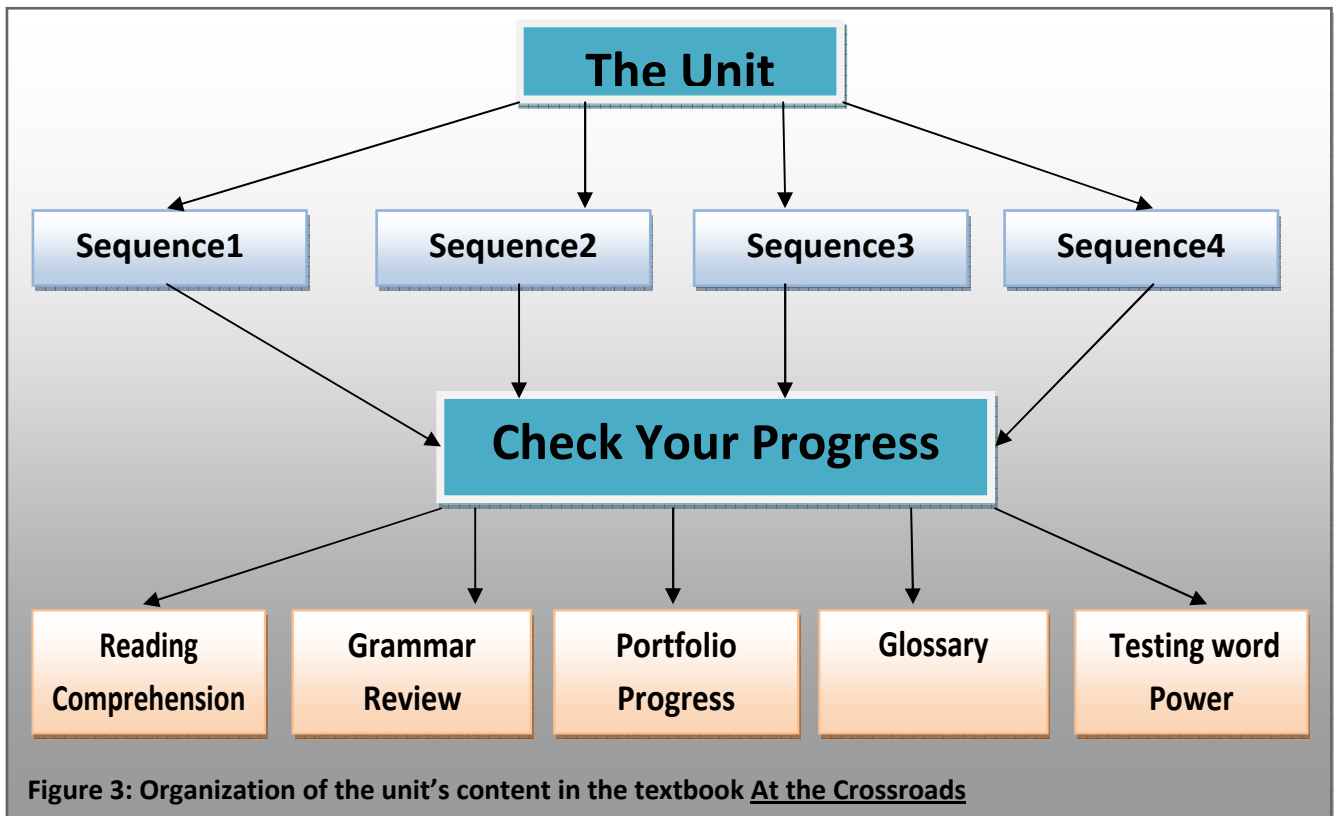 The Unit
Sequence1
Sequence2
Sequence3
Sequence4
Check Your Progress
Reading
Comprehension
Grammar
Review
Portfolio
Progress
Glossary
Testing word
Power
Figure 3: Organization of the unit’s content in the textbook At the Crossroads